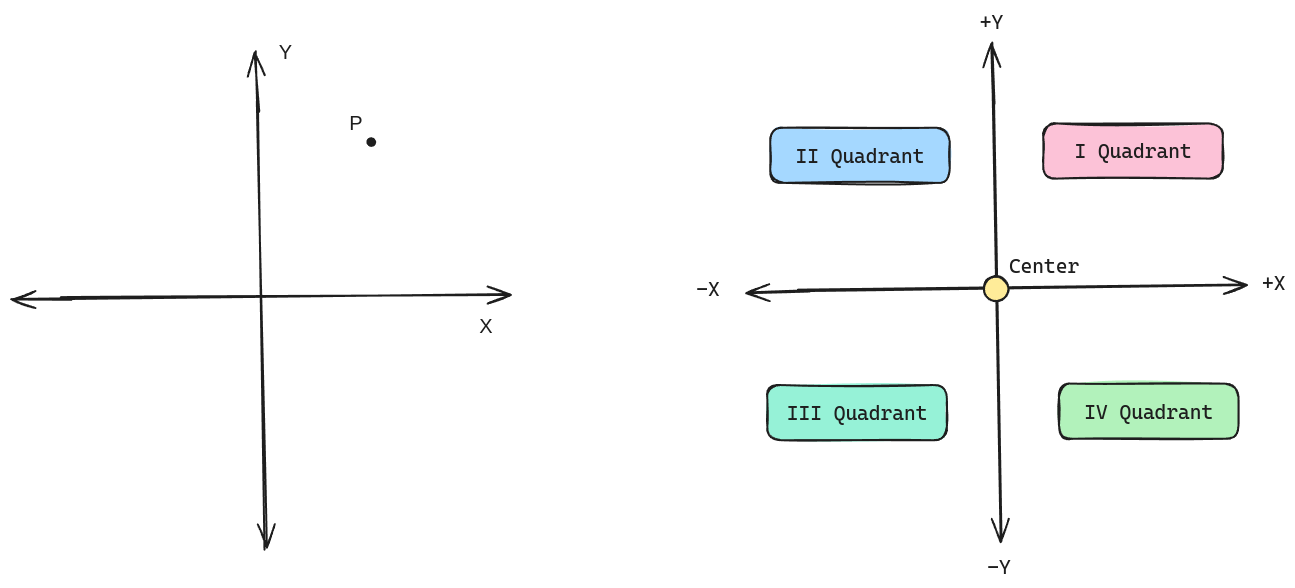 Y
P
X
+Y
II Quadrant
I Quadrant
Center
-X
+X
III Quadrant
IV Quadrant
-Y